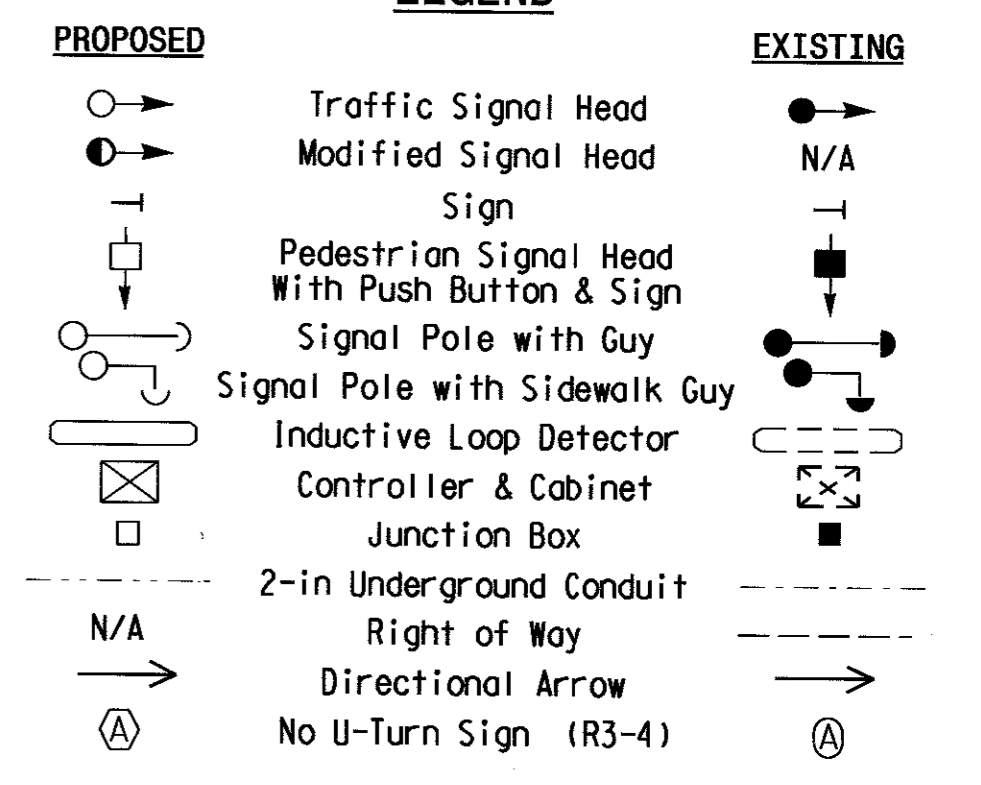 LEGEND
PROPOSED
EXISTING
Traffic Signal Head
Modified Signal Head N/A
Sign
Pedestrian Signal Head
With Push Button & Sign
Signal Pole with Guy
Signal Pole with Sidewalk Guy
Inductive Loop Detector
Controller & Cabinet
Junction Box
2-in Underground Conduit
N/A Right of Way
Directional Arrow
A No U-Turn Sign (R3-4) A